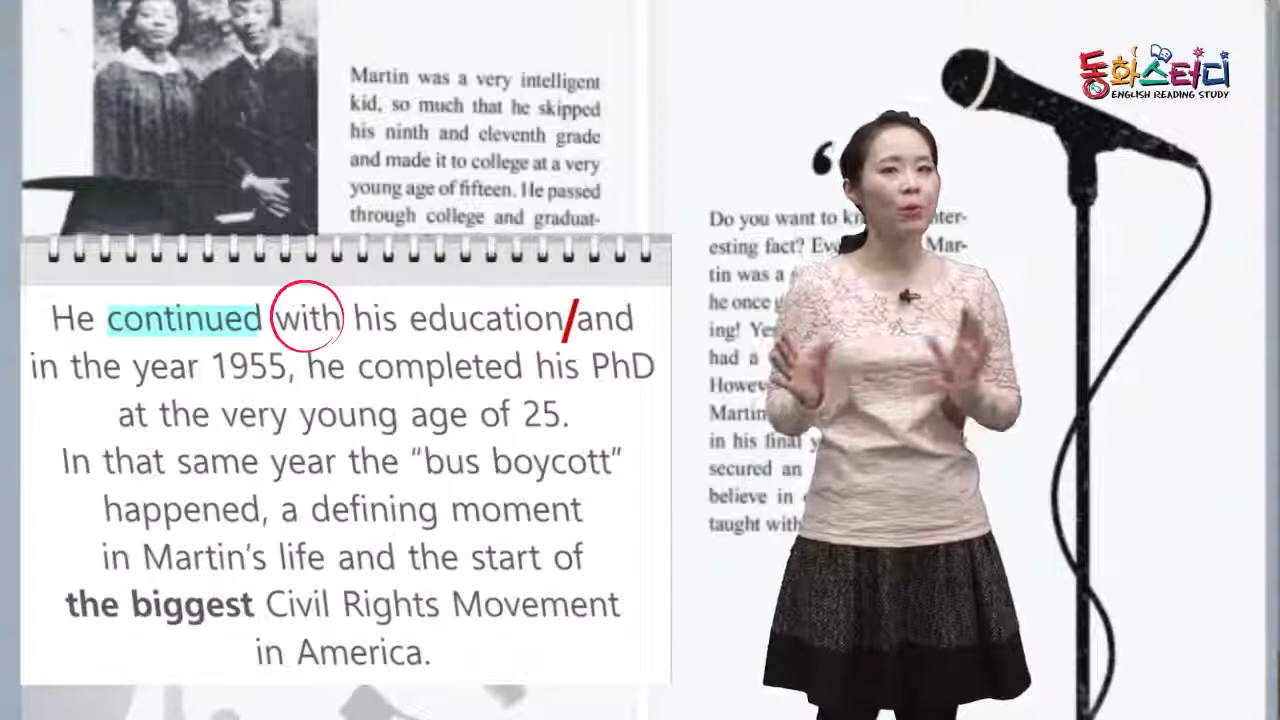 Martin was a very intelligent
kid, so much that he skipped
his ninth and eleventh grade
and made it to college at a very
young age of fifteen. He passed
through college and graduat-
동화스터디
ENGLISH READING STUDY
He continued with his education/and
in the year 1955, he completed his PhD
at the very young age of 25.
In that same year the “bus boycott”
happened, a defining moment
in Martin’s life and the start of
the biggest Civil Rights Movement
in America.
‘
Do you want to
esting fact? Mar-
tin was a
he once
ing!
had a
Martin
in his final
secured an
believe in
taught with